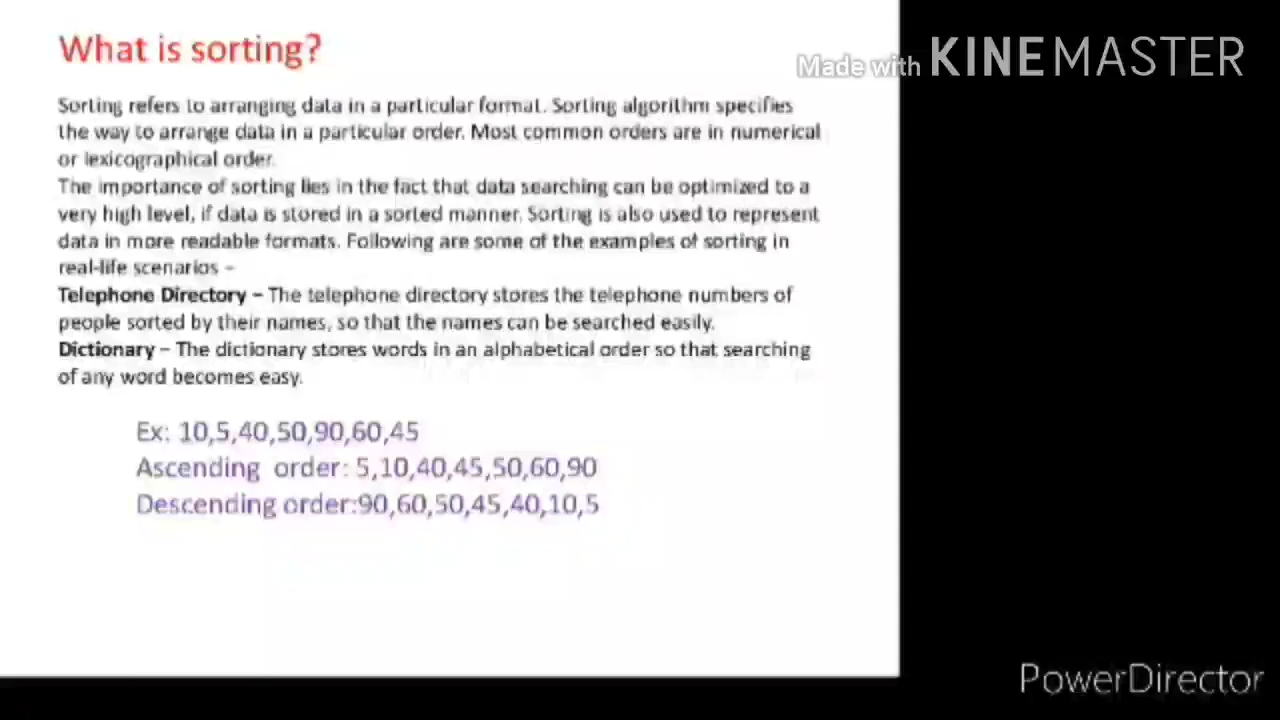 What is sorting?
Made with KINEMASTER
Sorting refers to arranging data in a particular format. Sorting algorithm specifies
the way to arrange data in a particular order. Most common orders are in numerical
or lexicographical order.
The importance of sorting lies in the fact that data searching can be optimized to a
very high level, if data is stored in a sorted manner. Sorting is also used to represent
data in more readable formats. Following are some of the examples of sorting in
real-life scenarios –
Telephone Directory – The telephone directory stores the telephone numbers of
people sorted by their names, so that the names can be searched easily.
Dictionary – The dictionary stores words in an alphabetical order so that searching
of any word becomes easy.
Ex: 10,5,40,50,90,60,45
Ascending order: 5,10,40,45,50,60,90
Descending order:90,60,50,45,40,10,5
PowerDirector